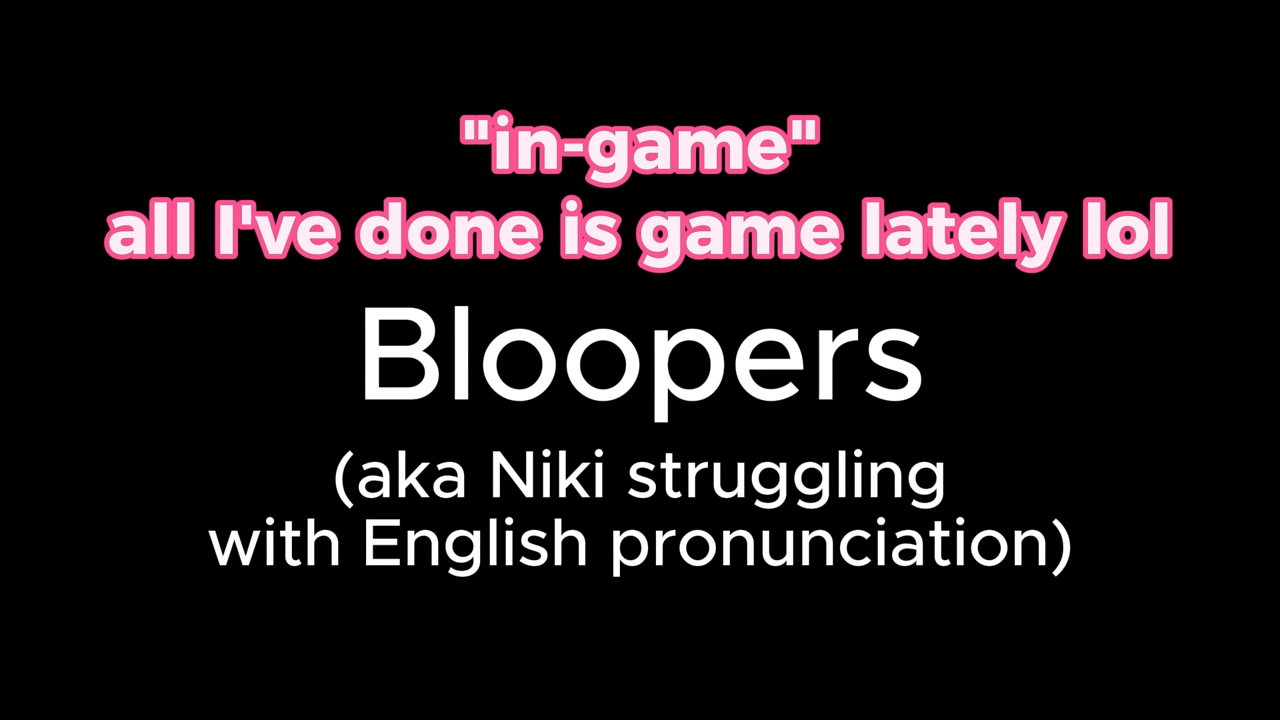 "in-game"
all I've done is game lately lol
Bloopers
(aka Niki struggling
with English pronunciation)